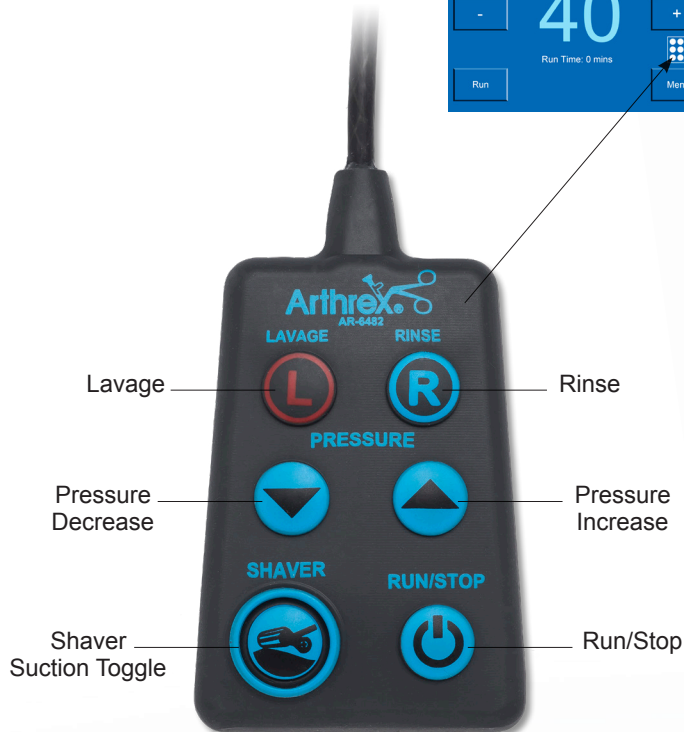 -
40
+
Run Time: 0 mins
Run
Arthrex®
AR-6482
LAVAGE
RINSE
Lavage
L
R
Rinse
PRESSURE
Pressure
Decrease
Pressure
Increase
SHAVER
RUN/STOP
Shaver
Suction Toggle
Run/Stop